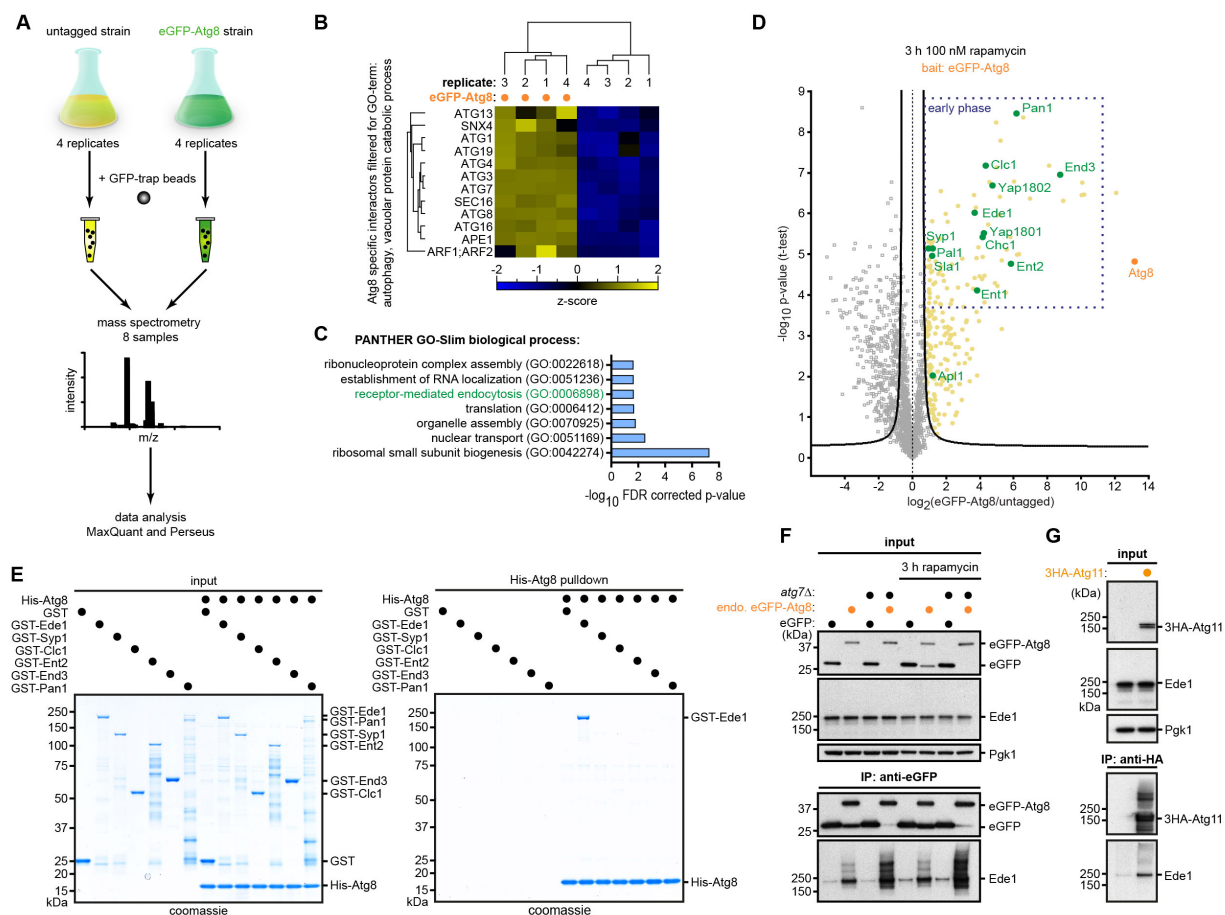 A
untagged strain
eGFP-Atg8 strain
4 replicates
4 replicates
+ GFP-trap beads
mass spectrometry
8 samples
intensity
m/z
data analysis
MaxQuant and Perseus
B
Atg8 specific interactors filtered for GO-term:
autophagy, vacuolar protein catabolic process
replicate: 3 2 1 4 4 3 2 1
eGFP-Atg8:
ATG13
SNX4
ATG1
ATG19
ATG4
ATG3
ATG7
SEC16
ATG8
ATG16
APE1
ARF1;ARF2
-2 -1 0 1 2
z-score
C
PANTHER GO-Slim biological process:
ribonucleoprotein complex assembly (GO:0022618)
establishment of RNA localization (GO:0051236)
receptor-mediated endocytosis (GO:0006898)
translation (GO:0006412)
organelle assembly (GO:0070925)
nuclear transport (GO:0051169)
ribosomal small subunit biogenesis (GO:0042274)
0 2 4 6 8
-log10 FDR corrected p-value
D
3 h 100 nM rapamycin
bait: eGFP-Atg8
early phase
Pan1
Clc1
End3
Yap1802
Ede1
Yap1801
Syp1
Chc1
Pal1
Sla1
Ent2
Atg8
Ent1
Apl1
-log10 p-value (t-test)
9
8
7
6
5
4
3
2
1
0
-6 -4 -2 0 2 4 6 8 10 12 14
log2(eGFP-Atg8/untagged)
E
input
His-Atg8
GST
GST-Ede1
GST-Syp1
GST-Clc1
GST-Ent2
GST-End3
GST-Pan1
250
150
100
75
50
37
25
20
15
kDa
GST-Ede1
GST-Pan1
GST-Syp1
GST-Ent2
GST-End3
GST-Clc1
GST
His-Atg8
coomassie
His-Atg8 pulldown
His-Atg8
GST
GST-Ede1
GST-Syp1
GST-Clc1
GST-Ent2
GST-End3
GST-Pan1
250
150
100
75
50
37
25
20
15
kDa
GST-Ede1
His-Atg8
coomassie
F
input
3 h rapamycin
atg7Δ:
endo. eGFP-Atg8:
eGFP:
(kDa)
37
25
eGFP-Atg8
eGFP
250
150
Ede1
Pgk1
IP: anti-eGFP
37
25
eGFP-Atg8
eGFP
250
150
Ede1
G
input
3HA-Atg11:
(kDa)
250
150
3HA-Atg11
250
150
kDa
Ede1
Pgk1
IP: anti-HA
250
150
3HA-Atg11
250
150
Ede1